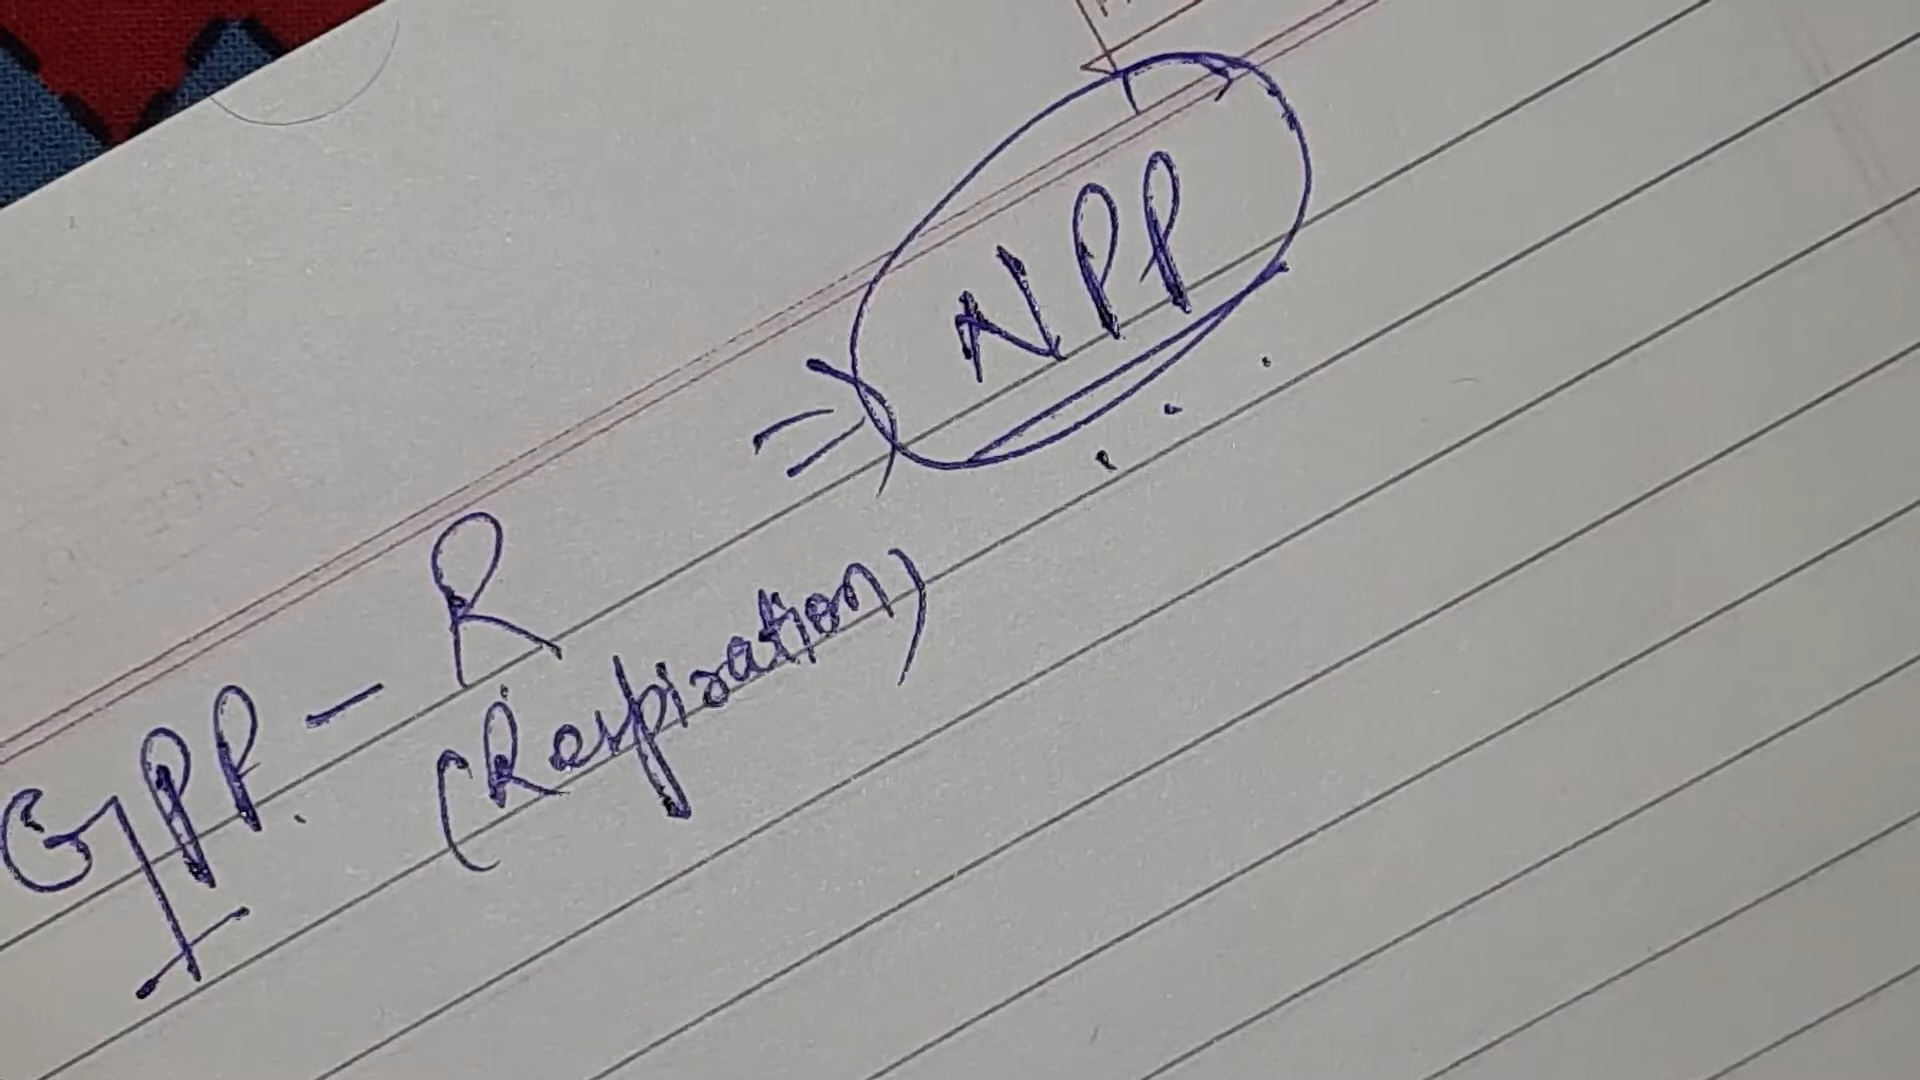 GPP - R = NPP
(Respiration)